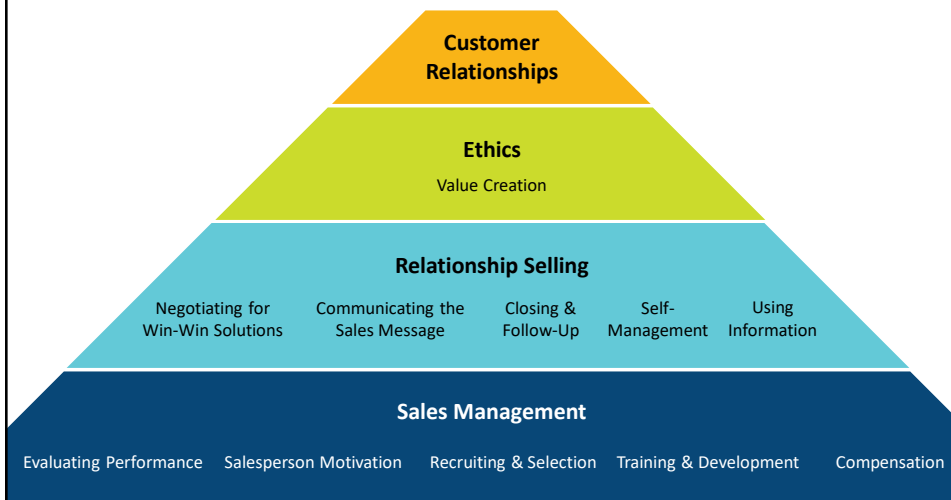 Customer
Relationships
Ethics
Value Creation
Relationship Selling
Negotiating for
Win-Win Solutions
Communicating the
Sales Message
Closing &
Follow-Up
Self-
Management
Using
Information
Sales Management
Evaluating Performance
Salesperson Motivation
Recruiting & Selection
Training & Development
Compensation